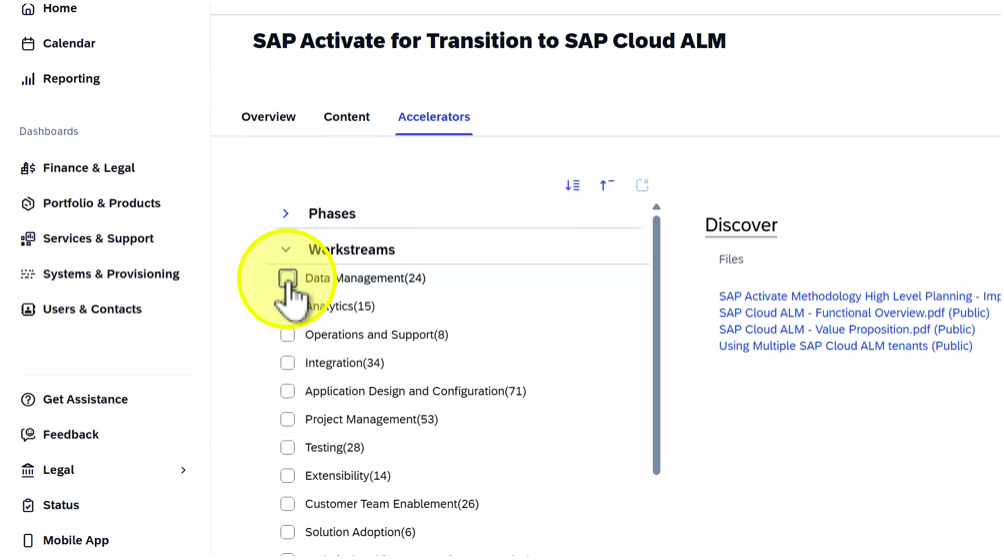 Home
Calendar
Reporting
Dashboards
Finance & Legal
Portfolio & Products
Services & Support
Systems & Provisioning
Users & Contacts
Get Assistance
Feedback
Legal
Status
Mobile App
SAP Activate for Transition to SAP Cloud ALM
Overview Content Accelerators
Phases
Workstreams
Data Management(24)
Analytics(15)
Operations and Support(8)
Integration(34)
Application Design and Configuration(71)
Project Management(53)
Testing(28)
Extensibility(14)
Customer Team Enablement(26)
Solution Adoption(6)
Discover
Files
SAP Activate Methodology High Level Planning - Imp
SAP Cloud ALM - Functional Overview.pdf (Public)
SAP Cloud ALM - Value Proposition.pdf (Public)
Using Multiple SAP Cloud ALM tenants (Public)